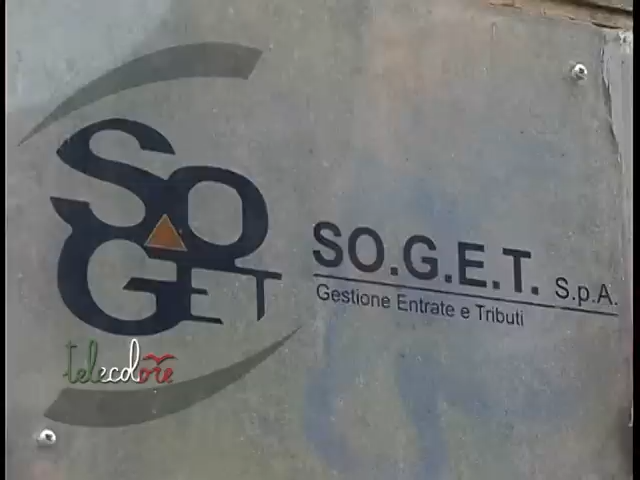 SO
GET
SO.G.E.T. S.p.A.
Gestione Entrate e Tributi
telecolore